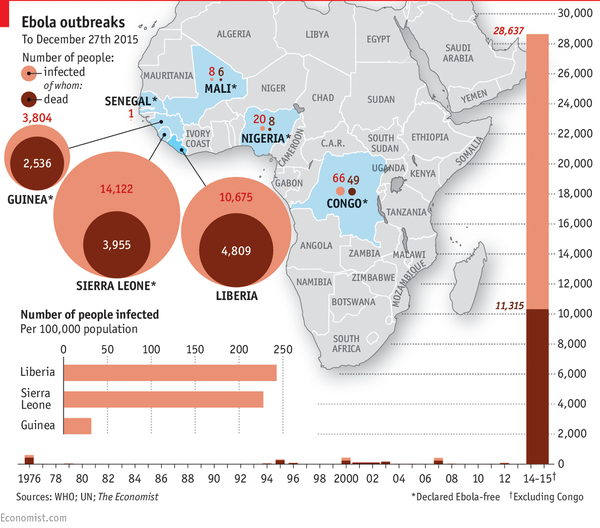 Ebola outbreaks
To December 27th 2015
Number of people:
infected
of whom:
dead
3,804
2,536
GUINEA*
14,122
3,955
SIERRA LEONE*
10,675
4,809
LIBERIA
SENEGAL*
1
8 6
MALI*
20 8
NIGERIA*
66 49
CONGO*
ALGERIA
LIBYA
EGYPT
SAUDI
ARABIA
MAURITANIA
NIGER
CHAD
SUDAN
YEMEN
IVORY
COAST
CAMEROON
C.A.R.
SOUTH
SUDAN
ETHIOPIA
SOMALIA
GABON
UGANDA
KENYA
TANZANIA
ANGOLA
ZAMBIA
MALAWI
MOZAMBIQUE
NAMIBIA
ZIMBABWE
BOTSWANA
SOUTH
AFRICA
Number of people infected
Per 100,000 population
0 50 100 150 200 250
Liberia
Sierra
Leone
Guinea
28,637
11,315
30,000
28,000
26,000
24,000
22,000
20,000
18,000
16,000
14,000
12,000
10,000
8,000
6,000
4,000
2,000
0
1976 78 80 82 84 86 88 90 92 94 96 98 2000 02 03 04 06 08 10 12 14-15†
Sources: WHO; UN; The Economist
*Declared Ebola-free †Excluding Congo
Economist.com